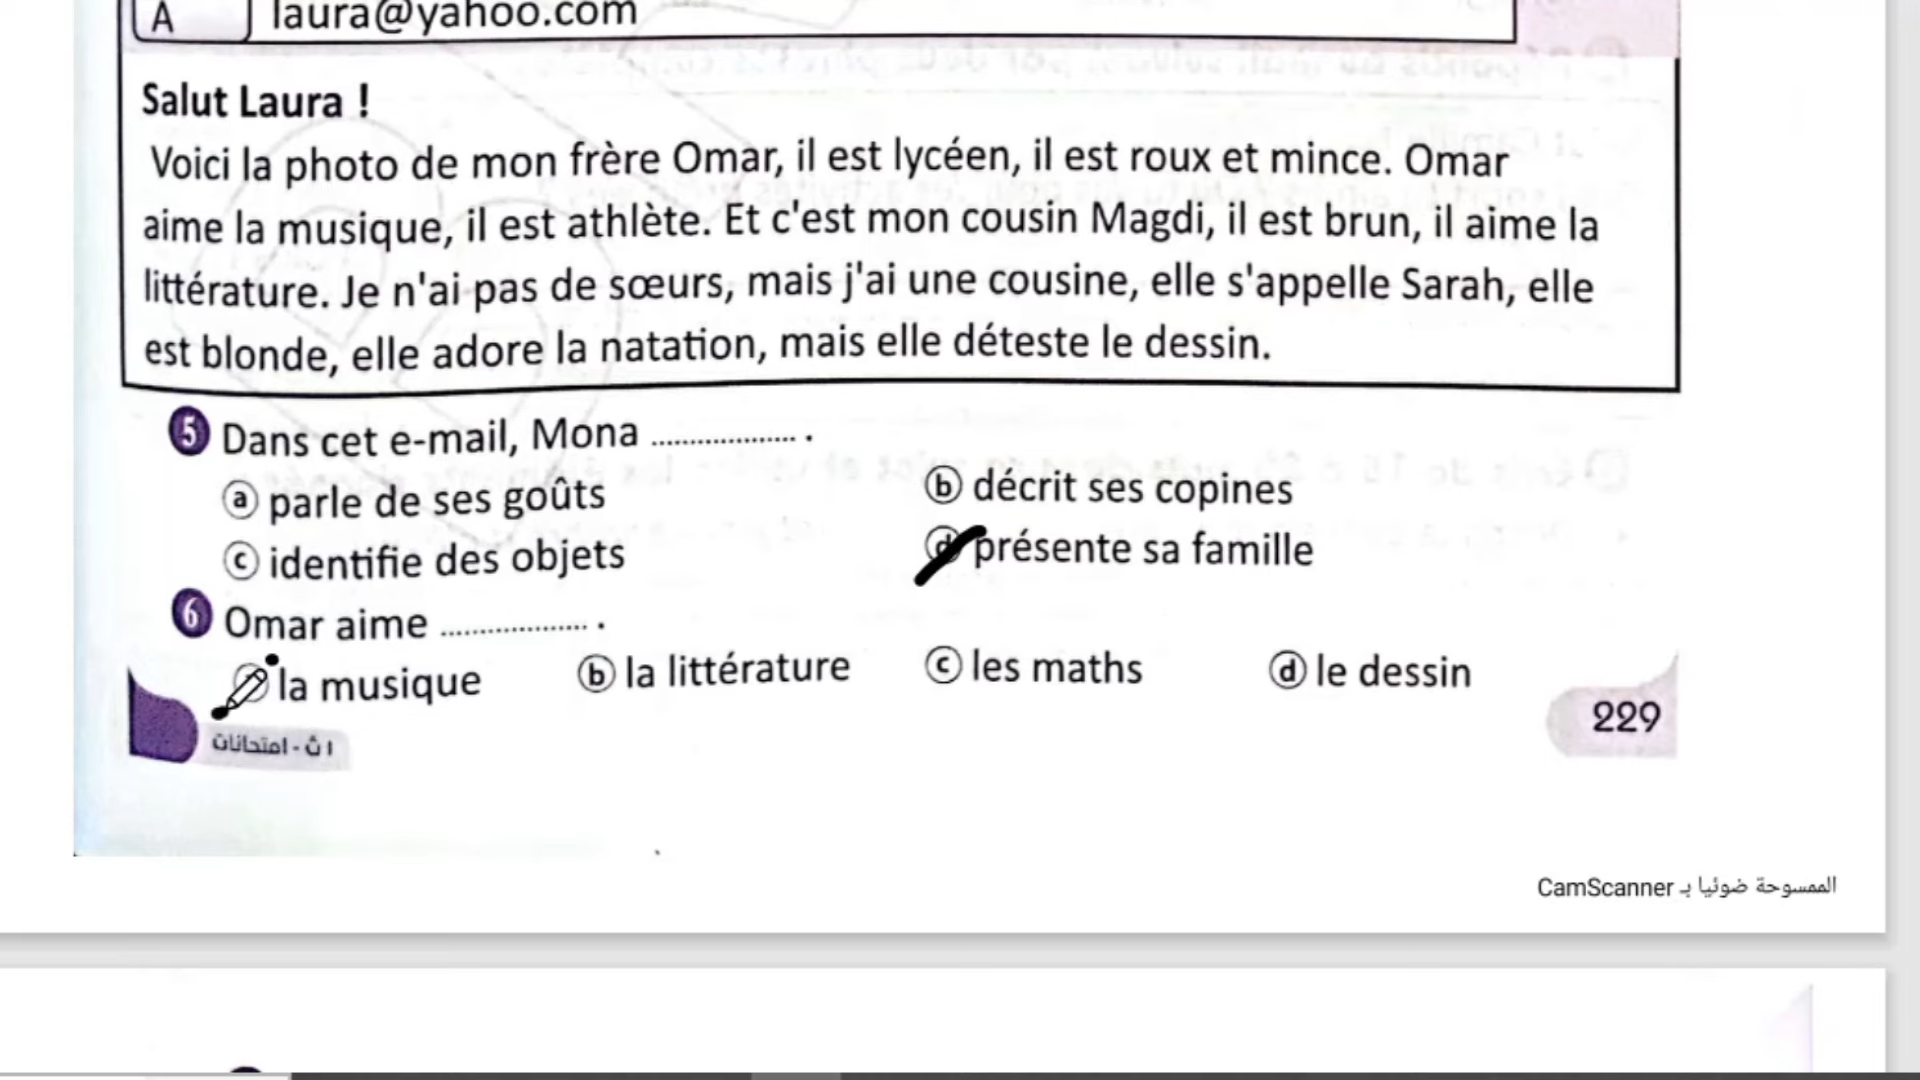 A laura@yahoo.com
Salut Laura !
Voici la photo de mon frère Omar, il est lycéen, il est roux et mince. Omar
aime la musique, il est athlète. Et c'est mon cousin Magdi, il est brun, il aime la
littérature. Je n'ai pas de sœurs, mais j'ai une cousine, elle s'appelle Sarah, elle
est blonde, elle adore la natation, mais elle déteste le dessin.
5 Dans cet e-mail, Mona .................. .
a parle de ses goûts b décrit ses copines
c identifie des objets d présente sa famille
6 Omar aime .................. .
la musique b la littérature c les maths d le dessin
229
١ ث - امتحانات
الممسوحة ضوئيا بـ CamScanner